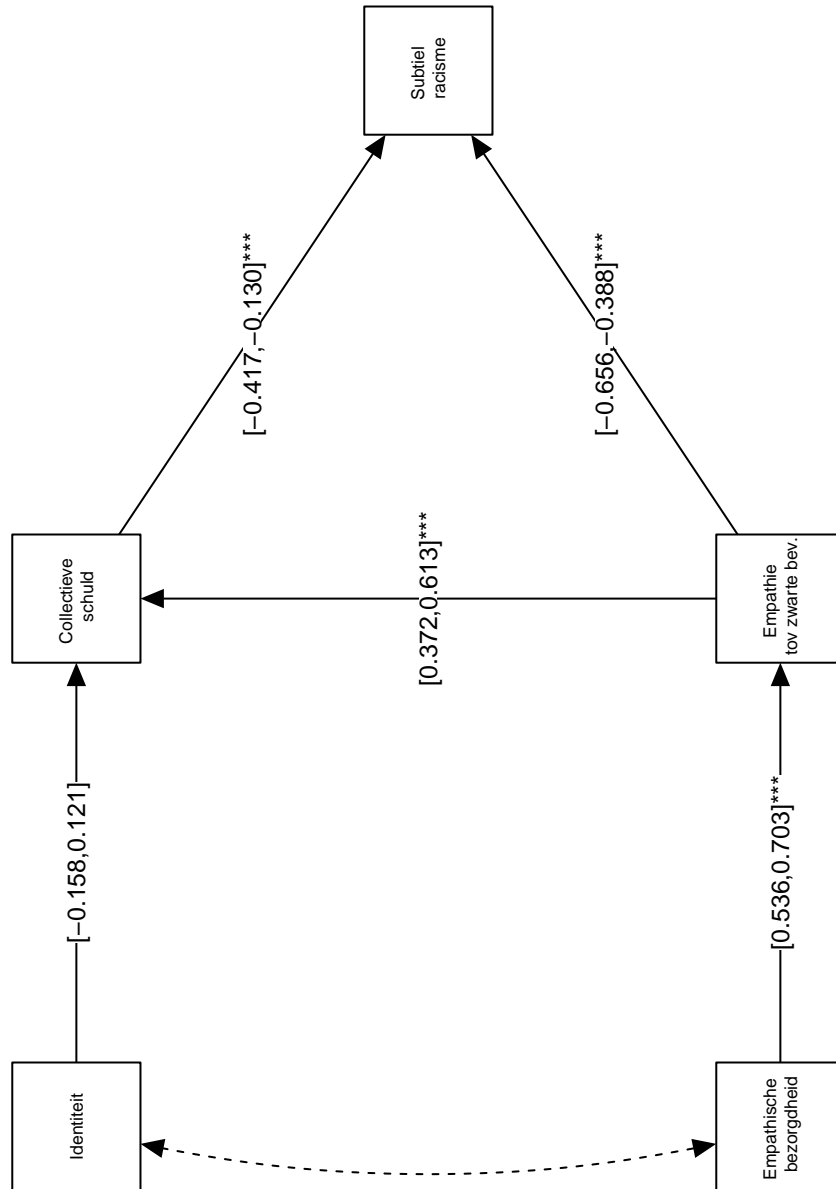 Identiteit
[−0.158,0.121]
Collectieve
schuld
[−0.417,−0.130]***
Subtiel
racisme
[0.372,0.613]***
[−0.656,−0.388]***
Empathische
bezorgdheid
[0.536,0.703]***
Empathie
tov zwarte bev.